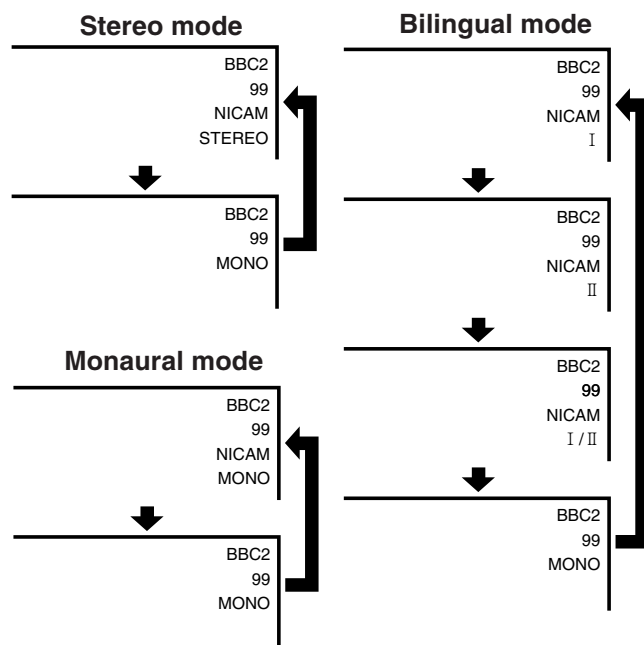 Stereo mode
BBC2
99
NICAM
STEREO
BBC2
99
MONO
Monaural mode
BBC2
99
NICAM
MONO
BBC2
99
MONO
Bilingual mode
BBC2
99
NICAM
Ⅰ
BBC2
99
NICAM
Ⅱ
BBC2
99
NICAM
Ⅰ/Ⅱ
BBC2
99
MONO